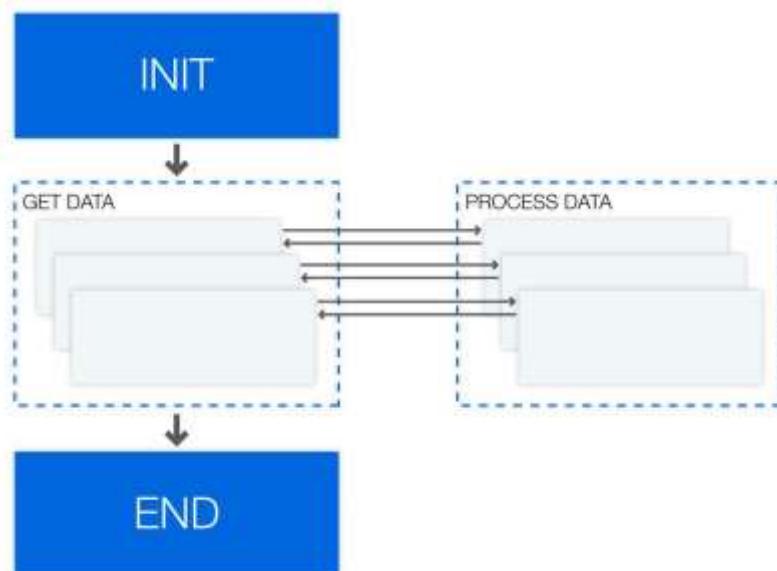 INIT
GET DATA
PROCESS DATA
END